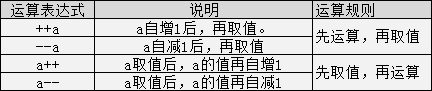 运算表达式 说明 运算规则
++a a自增1后，再取值。 先运算，再取值
--a a自减1后，再取值
a++ a取值后，a的值再自增1 先取值，再运算
a-- a取值后，a的值再自减1